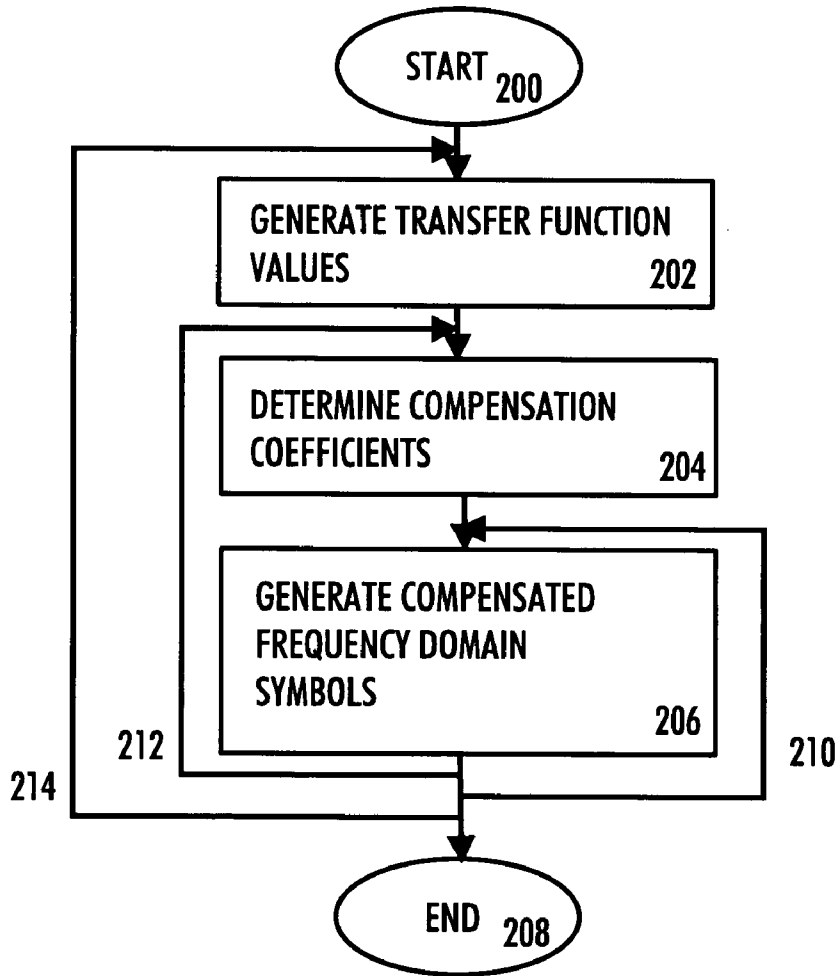 START 200
GENERATE TRANSFER FUNCTION
VALUES 202
DETERMINE COMPENSATION
COEFFICIENTS 204
GENERATE COMPENSATED
FREQUENCY DOMAIN
SYMBOLS
206
212
210
214
END 208